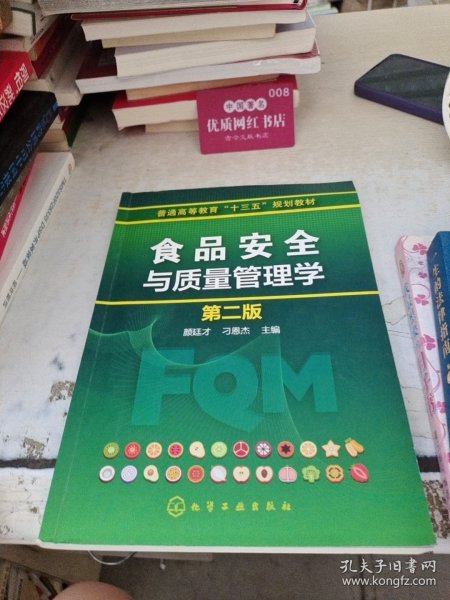 008
中国著名
优质网红书店
普通高等教育“十三五”规划教材
食品安全
与质量管理学
第二版
颜廷才 刁恩杰 主编
FQM
化学工业出版社
孔夫子旧书网
www.kongfz.com